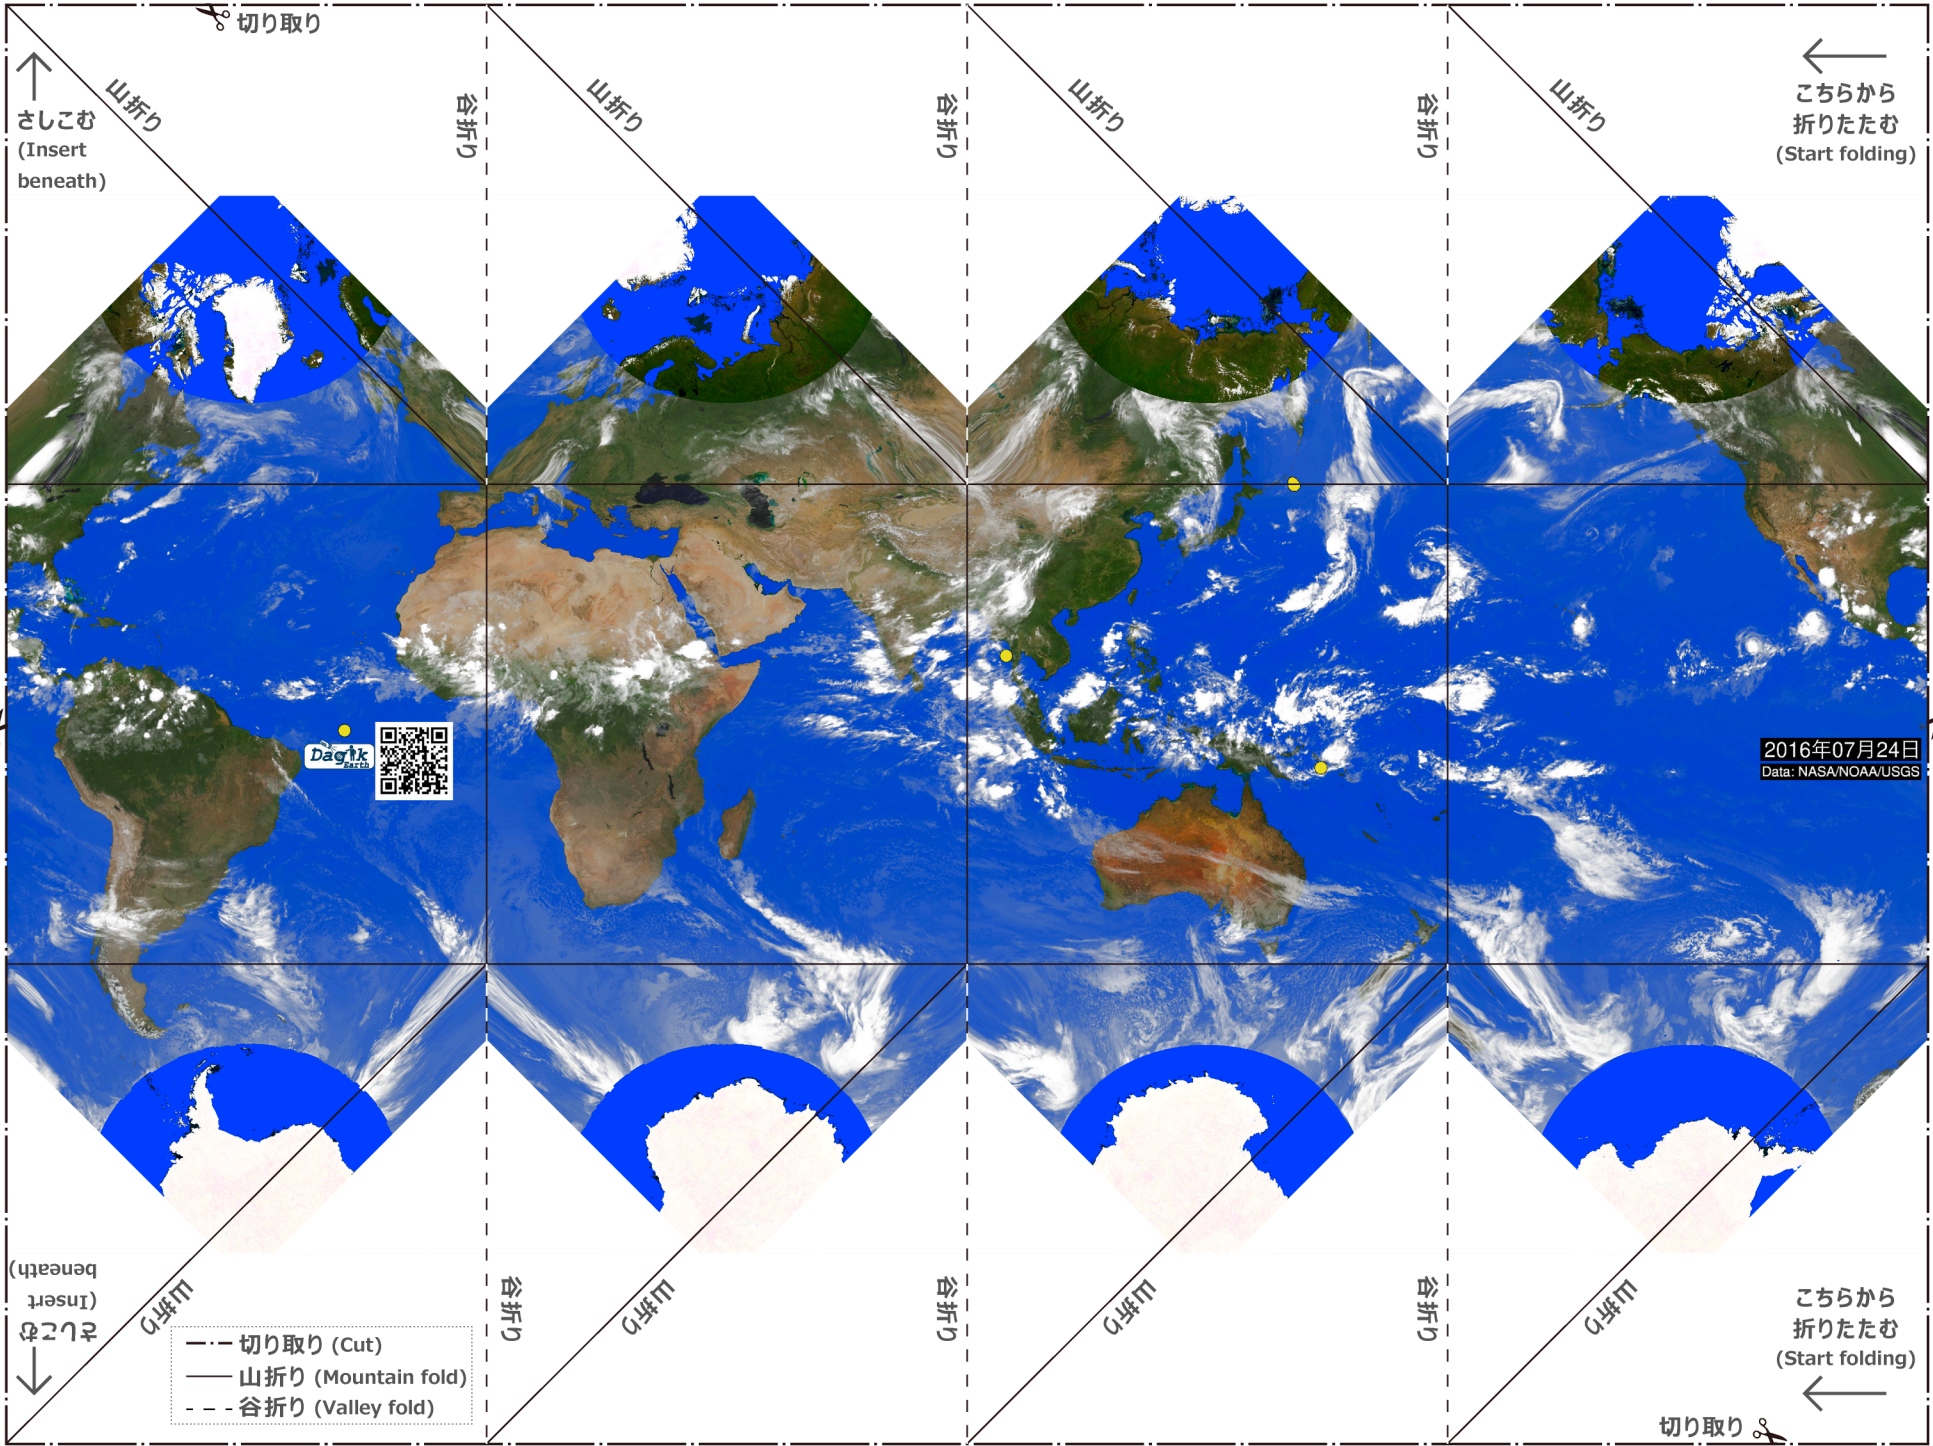 切り取り
山折り
谷折り
山折り
谷折り
山折り
谷折り
山折り
さしこむ
(Insert
beneath)
こちらから
折りたたむ
(Start folding)
Dagik
Earth
2016年07月24日
Data: NASA/NOAA/USGS
さしこむ
(Insert
beneath)
山折り
谷折り
山折り
谷折り
山折り
谷折り
山折り
切り取り (Cut)
山折り (Mountain fold)
谷折り (Valley fold)
こちらから
折りたたむ
(Start folding)
切り取り